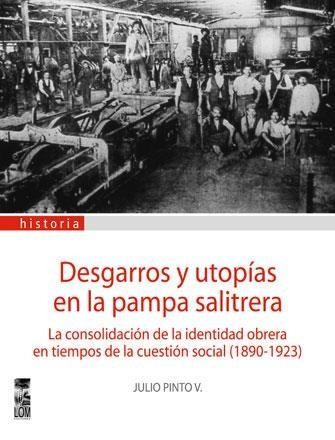 historia
Desgarros y utopías
en la pampa salitrera
La consolidación de la identidad obrera
en tiempos de la cuestión social (1890-1923)
JULIO PINTO V.
LOM